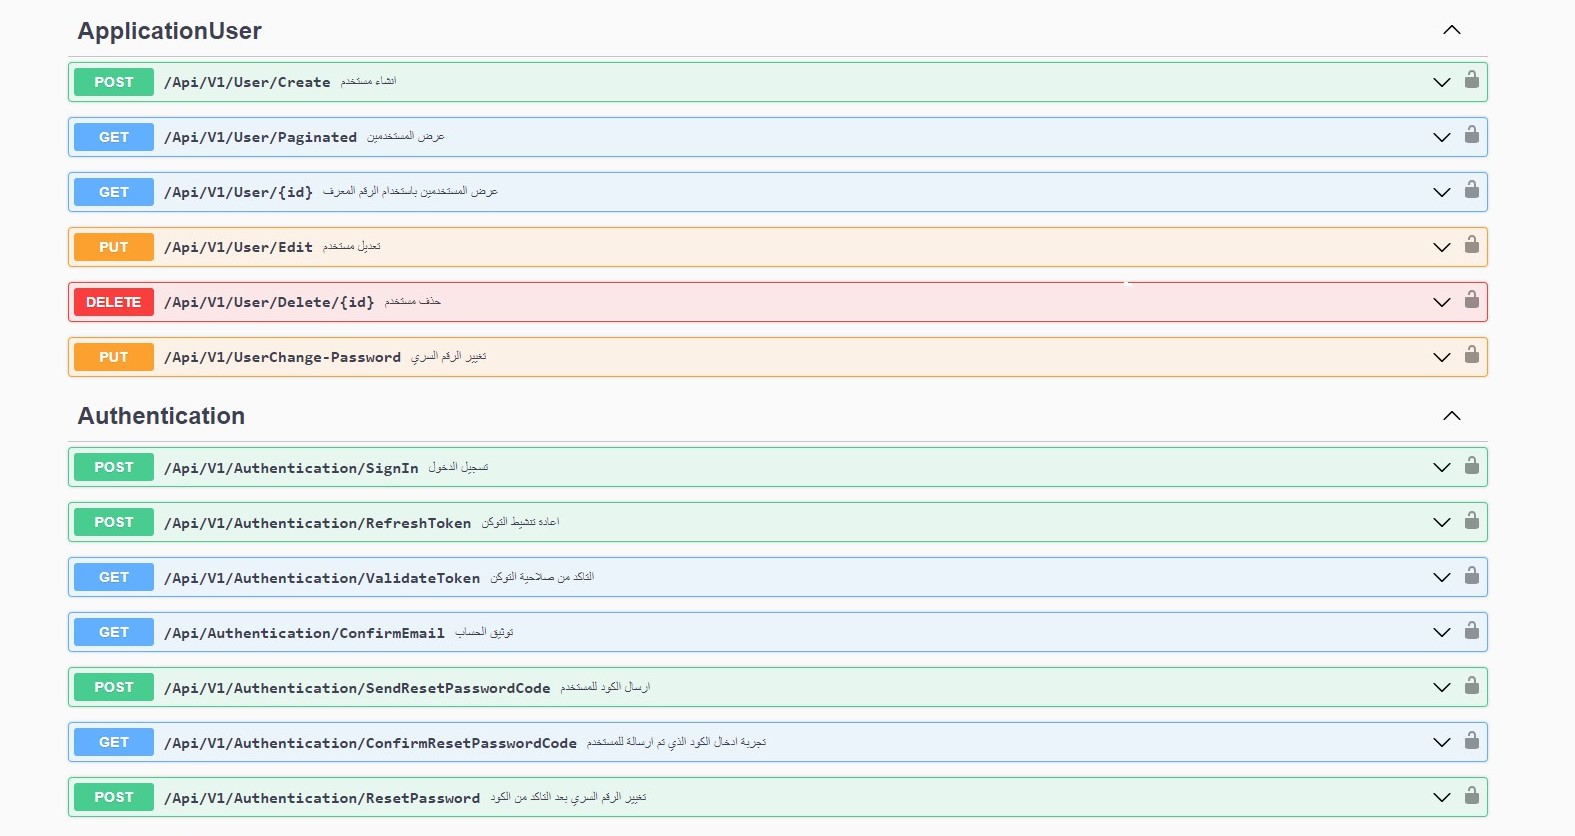 ApplicationUser
POST /Api/V1/User/Create انشاء مستخدم
GET /Api/V1/User/Paginated عرض المستخدمين
GET /Api/V1/User/{id} عرض المستخدمين باستخدام الرقم المعرف
PUT /Api/V1/User/Edit تعديل مستخدم
DELETE /Api/V1/User/Delete/{id} حذف مستخدم
PUT /Api/V1/UserChange-Password تغيير الرقم السري
Authentication
POST /Api/V1/Authentication/SignIn تسجيل الدخول
POST /Api/V1/Authentication/RefreshToken اعاده تنشيط التوكن
GET /Api/V1/Authentication/ValidateToken التاكد من صلاحية التوكن
GET /Api/Authentication/ConfirmEmail توثيق الحساب
POST /Api/V1/Authentication/SendResetPasswordCode ارسال الكود للمستخدم
GET /Api/V1/Authentication/ConfirmResetPasswordCode تجربة ادخال الكود الذي تم ارسالة للمستخدم
POST /Api/V1/Authentication/ResetPassword تغيير الرقم السري بعد التاكد من الكود